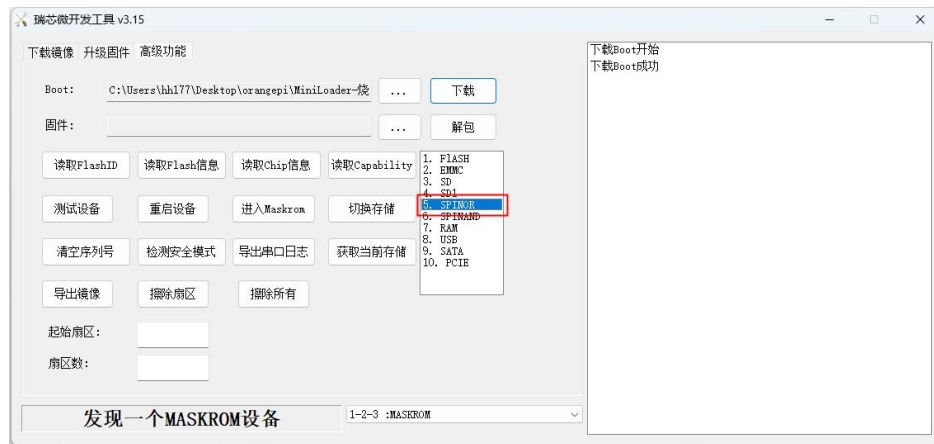 瑞芯微开发工具 v3.15
下载镜像 升级固件 高级功能
Boot: C:\Users\hh177\Desktop\orangepi\MiniLoader-烧 ... 下载
固件: ... 解包
读取FlashID 读取Flash信息 读取Chip信息 读取Capability
测试设备 重启设备 进入Maskrom 切换存储
清空序列号 检测安全模式 导出串口日志 获取当前存储
导出镜像 擦除扇区 擦除所有
起始扇区:
扇区数:
1. FlASH
2. EMMC
3. SD
4. SD1
5. SPINOR
6. SPINAND
7. RAM
8. USB
9. SATA
10. PCIE
发现一个MASKROM设备 1-2-3 :MASKROM
下载Boot开始
下载Boot成功